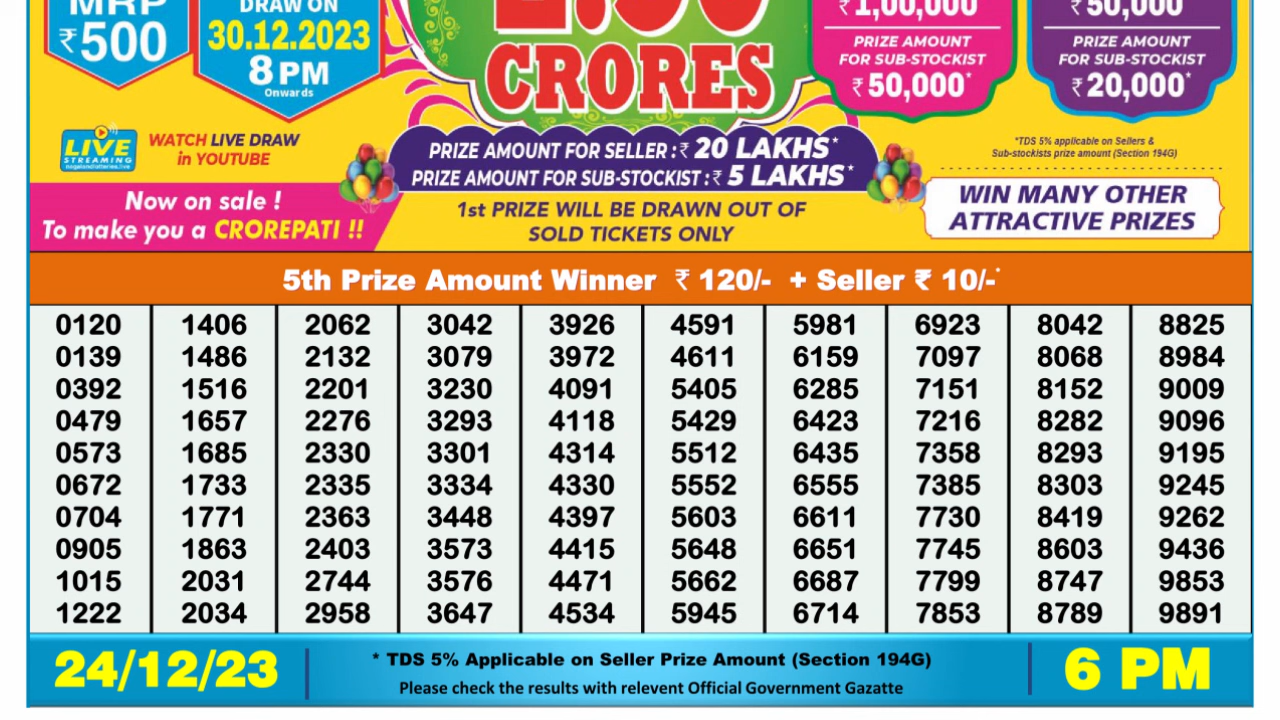 MRP
₹500
DRAW ON
30.12.2023
8 PM
Onwards
CRORES
₹1,00,000
PRIZE AMOUNT
FOR SUB-STOCKIST
₹50,000*
₹50,000
PRIZE AMOUNT
FOR SUB-STOCKIST
₹20,000*
LIVE
STREAMING
WATCH LIVE DRAW
in YOUTUBE
PRIZE AMOUNT FOR SELLER :₹ 20 LAKHS*
PRIZE AMOUNT FOR SUB-STOCKIST :₹ 5 LAKHS*
*TDS 5% applicable on Sellers &
Sub-stockists prize amount (Section 194G)
Now on sale !
To make you a CROREPATI !!
1st PRIZE WILL BE DRAWN OUT OF
SOLD TICKETS ONLY
WIN MANY OTHER
ATTRACTIVE PRIZES
5th Prize Amount Winner ₹ 120/- + Seller ₹ 10/-*
0120 1406 2062 3042 3926 4591 5981 6923 8042 8825
0139 1486 2132 3079 3972 4611 6159 7097 8068 8984
0392 1516 2201 3230 4091 5405 6285 7151 8152 9009
0479 1657 2276 3293 4118 5429 6423 7216 8282 9096
0573 1685 2330 3301 4314 5512 6435 7358 8293 9195
0672 1733 2335 3334 4330 5552 6555 7385 8303 9245
0704 1771 2363 3448 4397 5603 6611 7730 8419 9262
0905 1863 2403 3573 4415 5648 6651 7745 8603 9436
1015 2031 2744 3576 4471 5662 6687 7799 8747 9853
1222 2034 2958 3647 4534 5945 6714 7853 8789 9891
24/12/23
* TDS 5% Applicable on Seller Prize Amount (Section 194G)
Please check the results with relevent Official Government Gazatte
6 PM